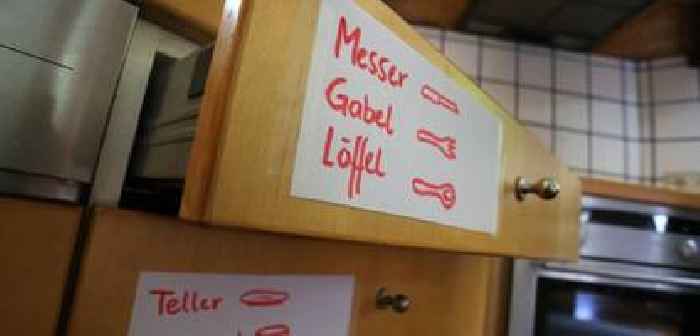 Messer
Gabel
Löffel
Teller